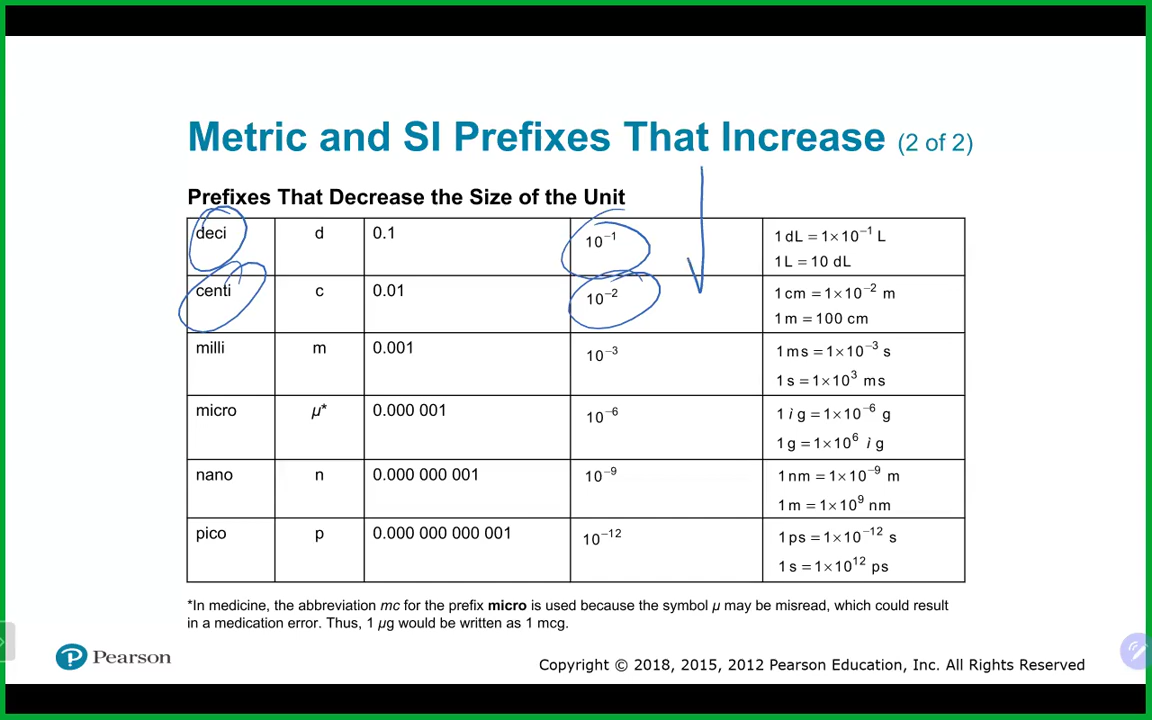 Metric and SI Prefixes That Increase (2 of 2)
Prefixes That Decrease the Size of the Unit
deci d 0.1 10⁻¹ 1 dL = 1×10⁻¹ L
1 L = 10 dL
centi c 0.01 10⁻² 1 cm = 1×10⁻² m
1 m = 100 cm
milli m 0.001 10⁻³ 1 ms = 1×10⁻³ s
1 s = 1×10³ ms
micro µ* 0.000 001 10⁻⁶ 1 i g = 1×10⁻⁶ g
1 g = 1×10⁶ i g
nano n 0.000 000 001 10⁻⁹ 1 nm = 1×10⁻⁹ m
1 m = 1×10⁹ nm
pico p 0.000 000 000 001 10⁻¹² 1 ps = 1×10⁻¹² s
1 s = 1×10¹² ps
*In medicine, the abbreviation mc for the prefix micro is used because the symbol µ may be misread, which could result
in a medication error. Thus, 1 µg would be written as 1 mcg.
Pearson
Copyright © 2018, 2015, 2012 Pearson Education, Inc. All Rights Reserved